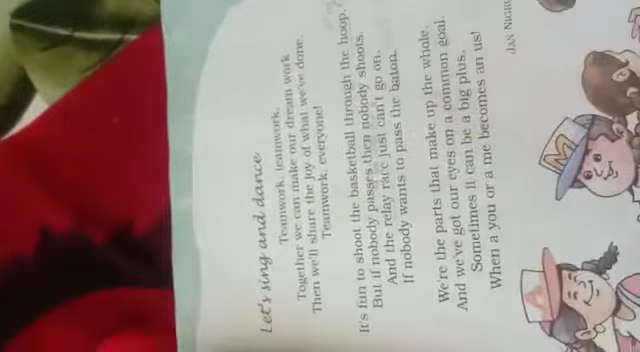 Let's sing and dance
Teamwork, teamwork,
Together we can make our dream work
Then we'll share the joy of what we've done.
Teamwork, everyone!
It's fun to shoot the basketball through the hoop,
But if nobody passes then nobody shoots.
And the relay race just can't go on,
If nobody wants to pass the baton.
We're the parts that make up the whole.
And we've got our eyes on a common goal.
Sometimes it can be a big plus,
When a you or a me becomes an us!
JAN
M
A